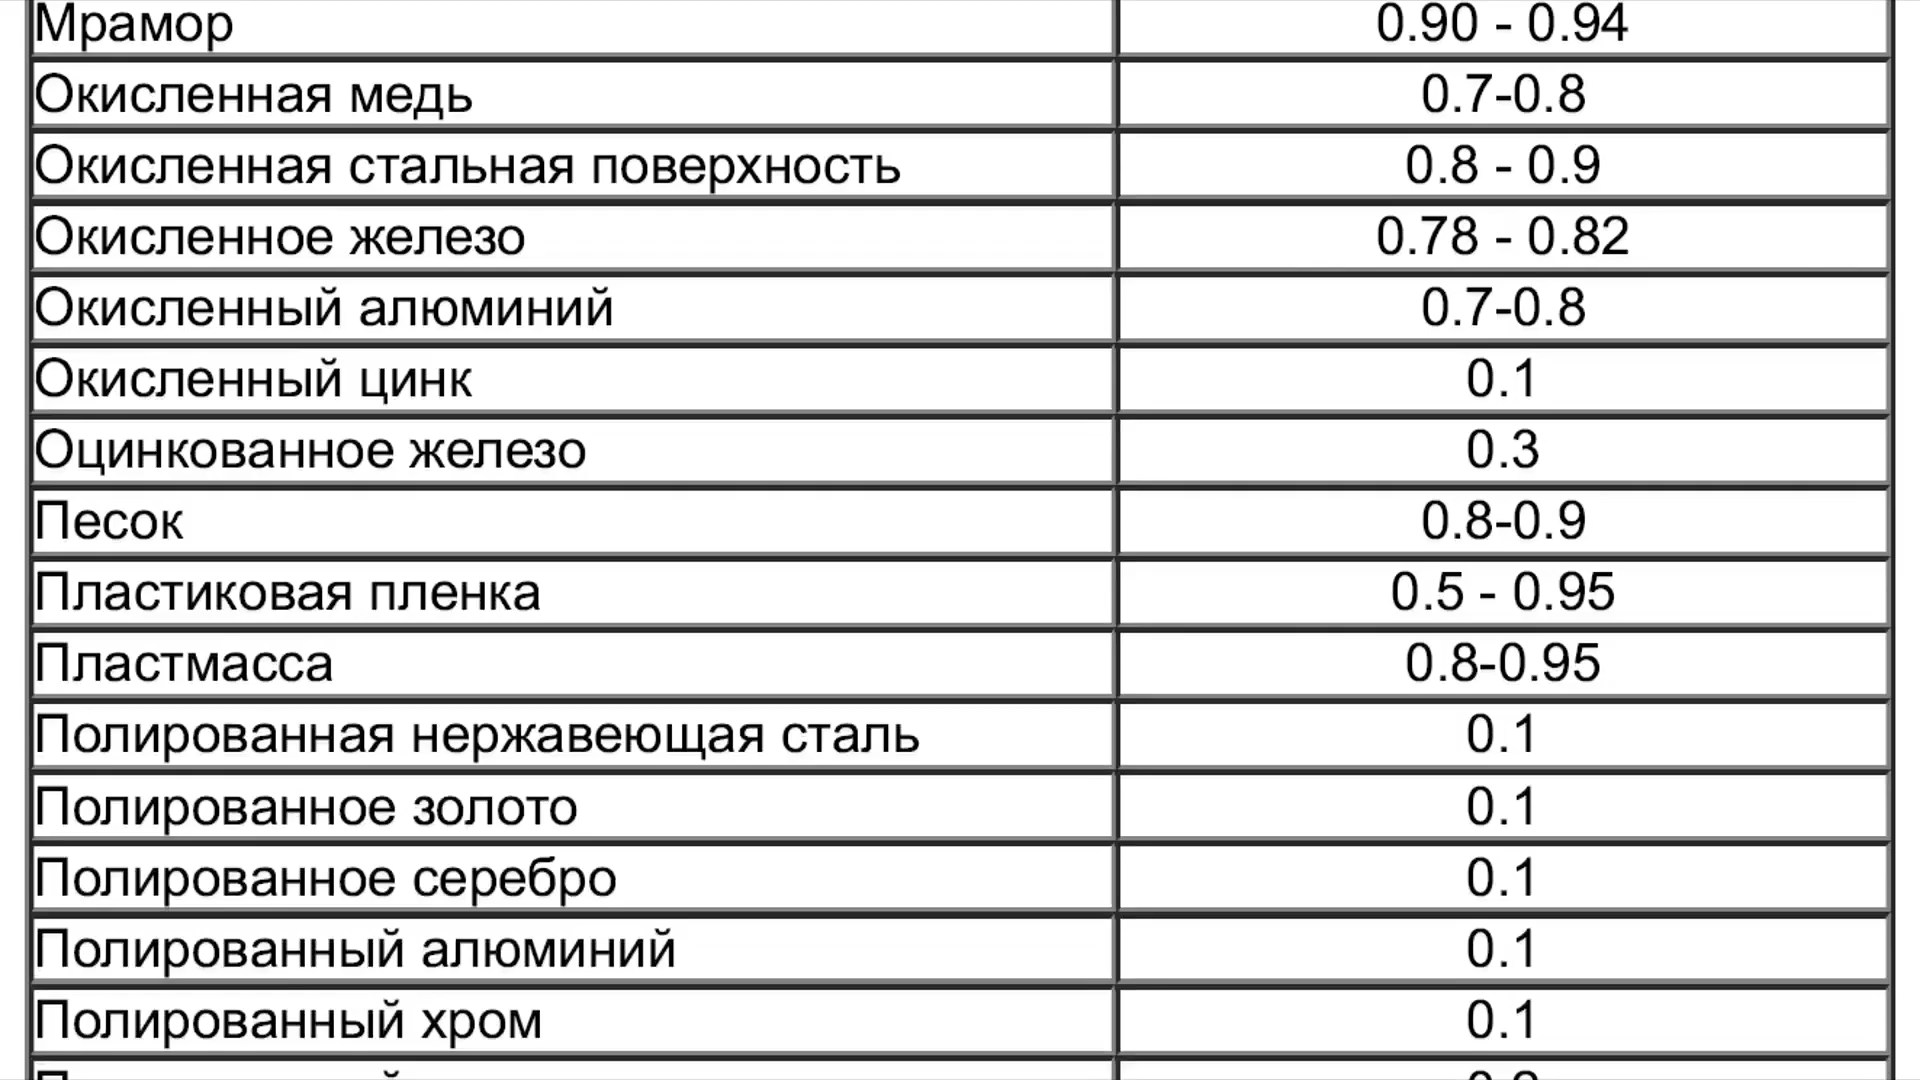 Мрамор 0.90 - 0.94
Окисленная медь 0.7-0.8
Окисленная стальная поверхность 0.8 - 0.9
Окисленное железо 0.78 - 0.82
Окисленный алюминий 0.7-0.8
Окисленный цинк 0.1
Оцинкованное железо 0.3
Песок 0.8-0.9
Пластиковая пленка 0.5 - 0.95
Пластмасса 0.8-0.95
Полированная нержавеющая сталь 0.1
Полированное золото 0.1
Полированное серебро 0.1
Полированный алюминий 0.1
Полированный хром 0.1